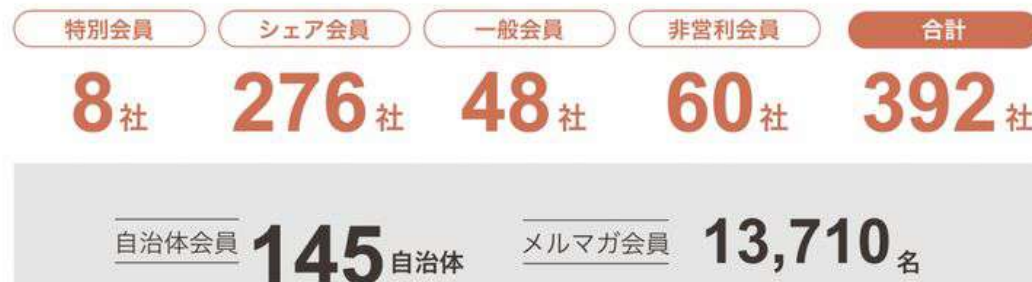 特別会員 シェア会員 一般会員 非営利会員 合計
8社 276社 48社 60社 392社
自治体会員 145自治体 メルマガ会員 13,710名